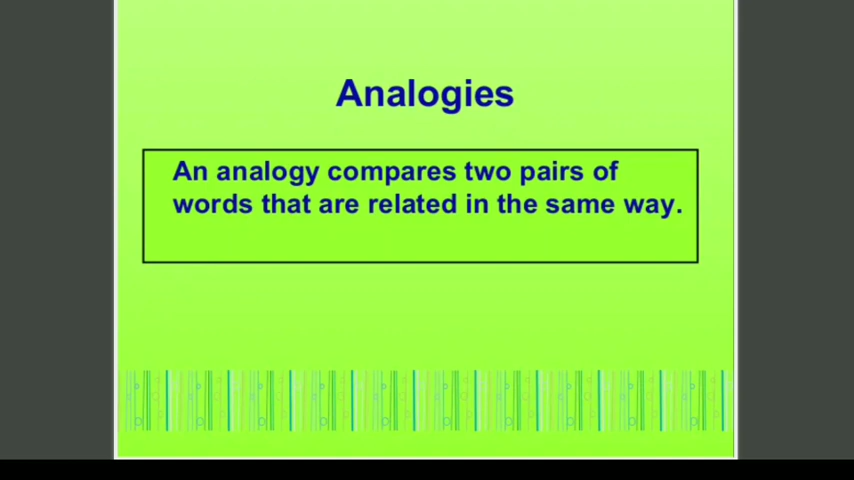 Analogies
An analogy compares two pairs of
words that are related in the same way.